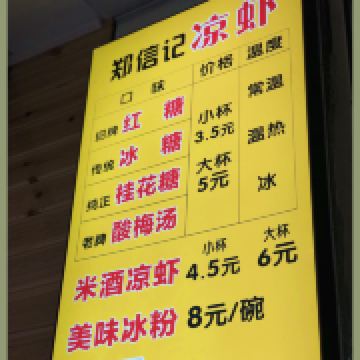 郑信记凉虾
口味 价格 温度
招牌 红糖 小杯 3.5元 常温
传统 冰糖 温热
纯正 桂花糖 大杯 5元 冰
老牌 酸梅汤
米酒凉虾 小杯 4.5元 大杯 6元
美味冰粉 8元/碗